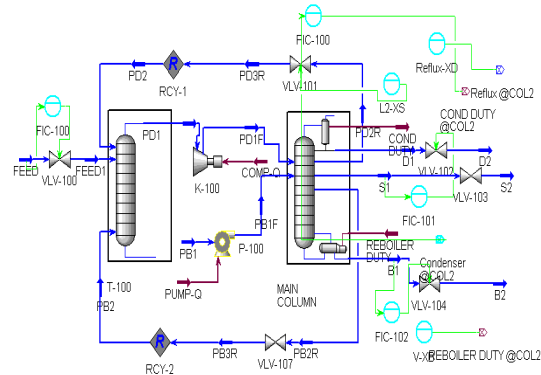 FIC-100
Reflux-XD
PD2
R
RCY-1
PD3R
VLV-101
L2-XS
Reflux @COL2
FIC-100
PD1
PD1F
PD2R
COND DUTY
COND DUTY @COL2
D1
VLV-102
D2
FEED
VLV-100
FEED1
K-100
COMP-Q
S1
VLV-103
S2
FIC-101
PB1F
PB1
P-100
T-100
PB2
PUMP-Q
MAIN COLUMN
REBOILER DUTY
B1
Condenser @COL2
VLV-104
B2
FIC-102
R
RCY-2
PB3R
VLV-107
PB2R
REBOILER DUTY @COL2